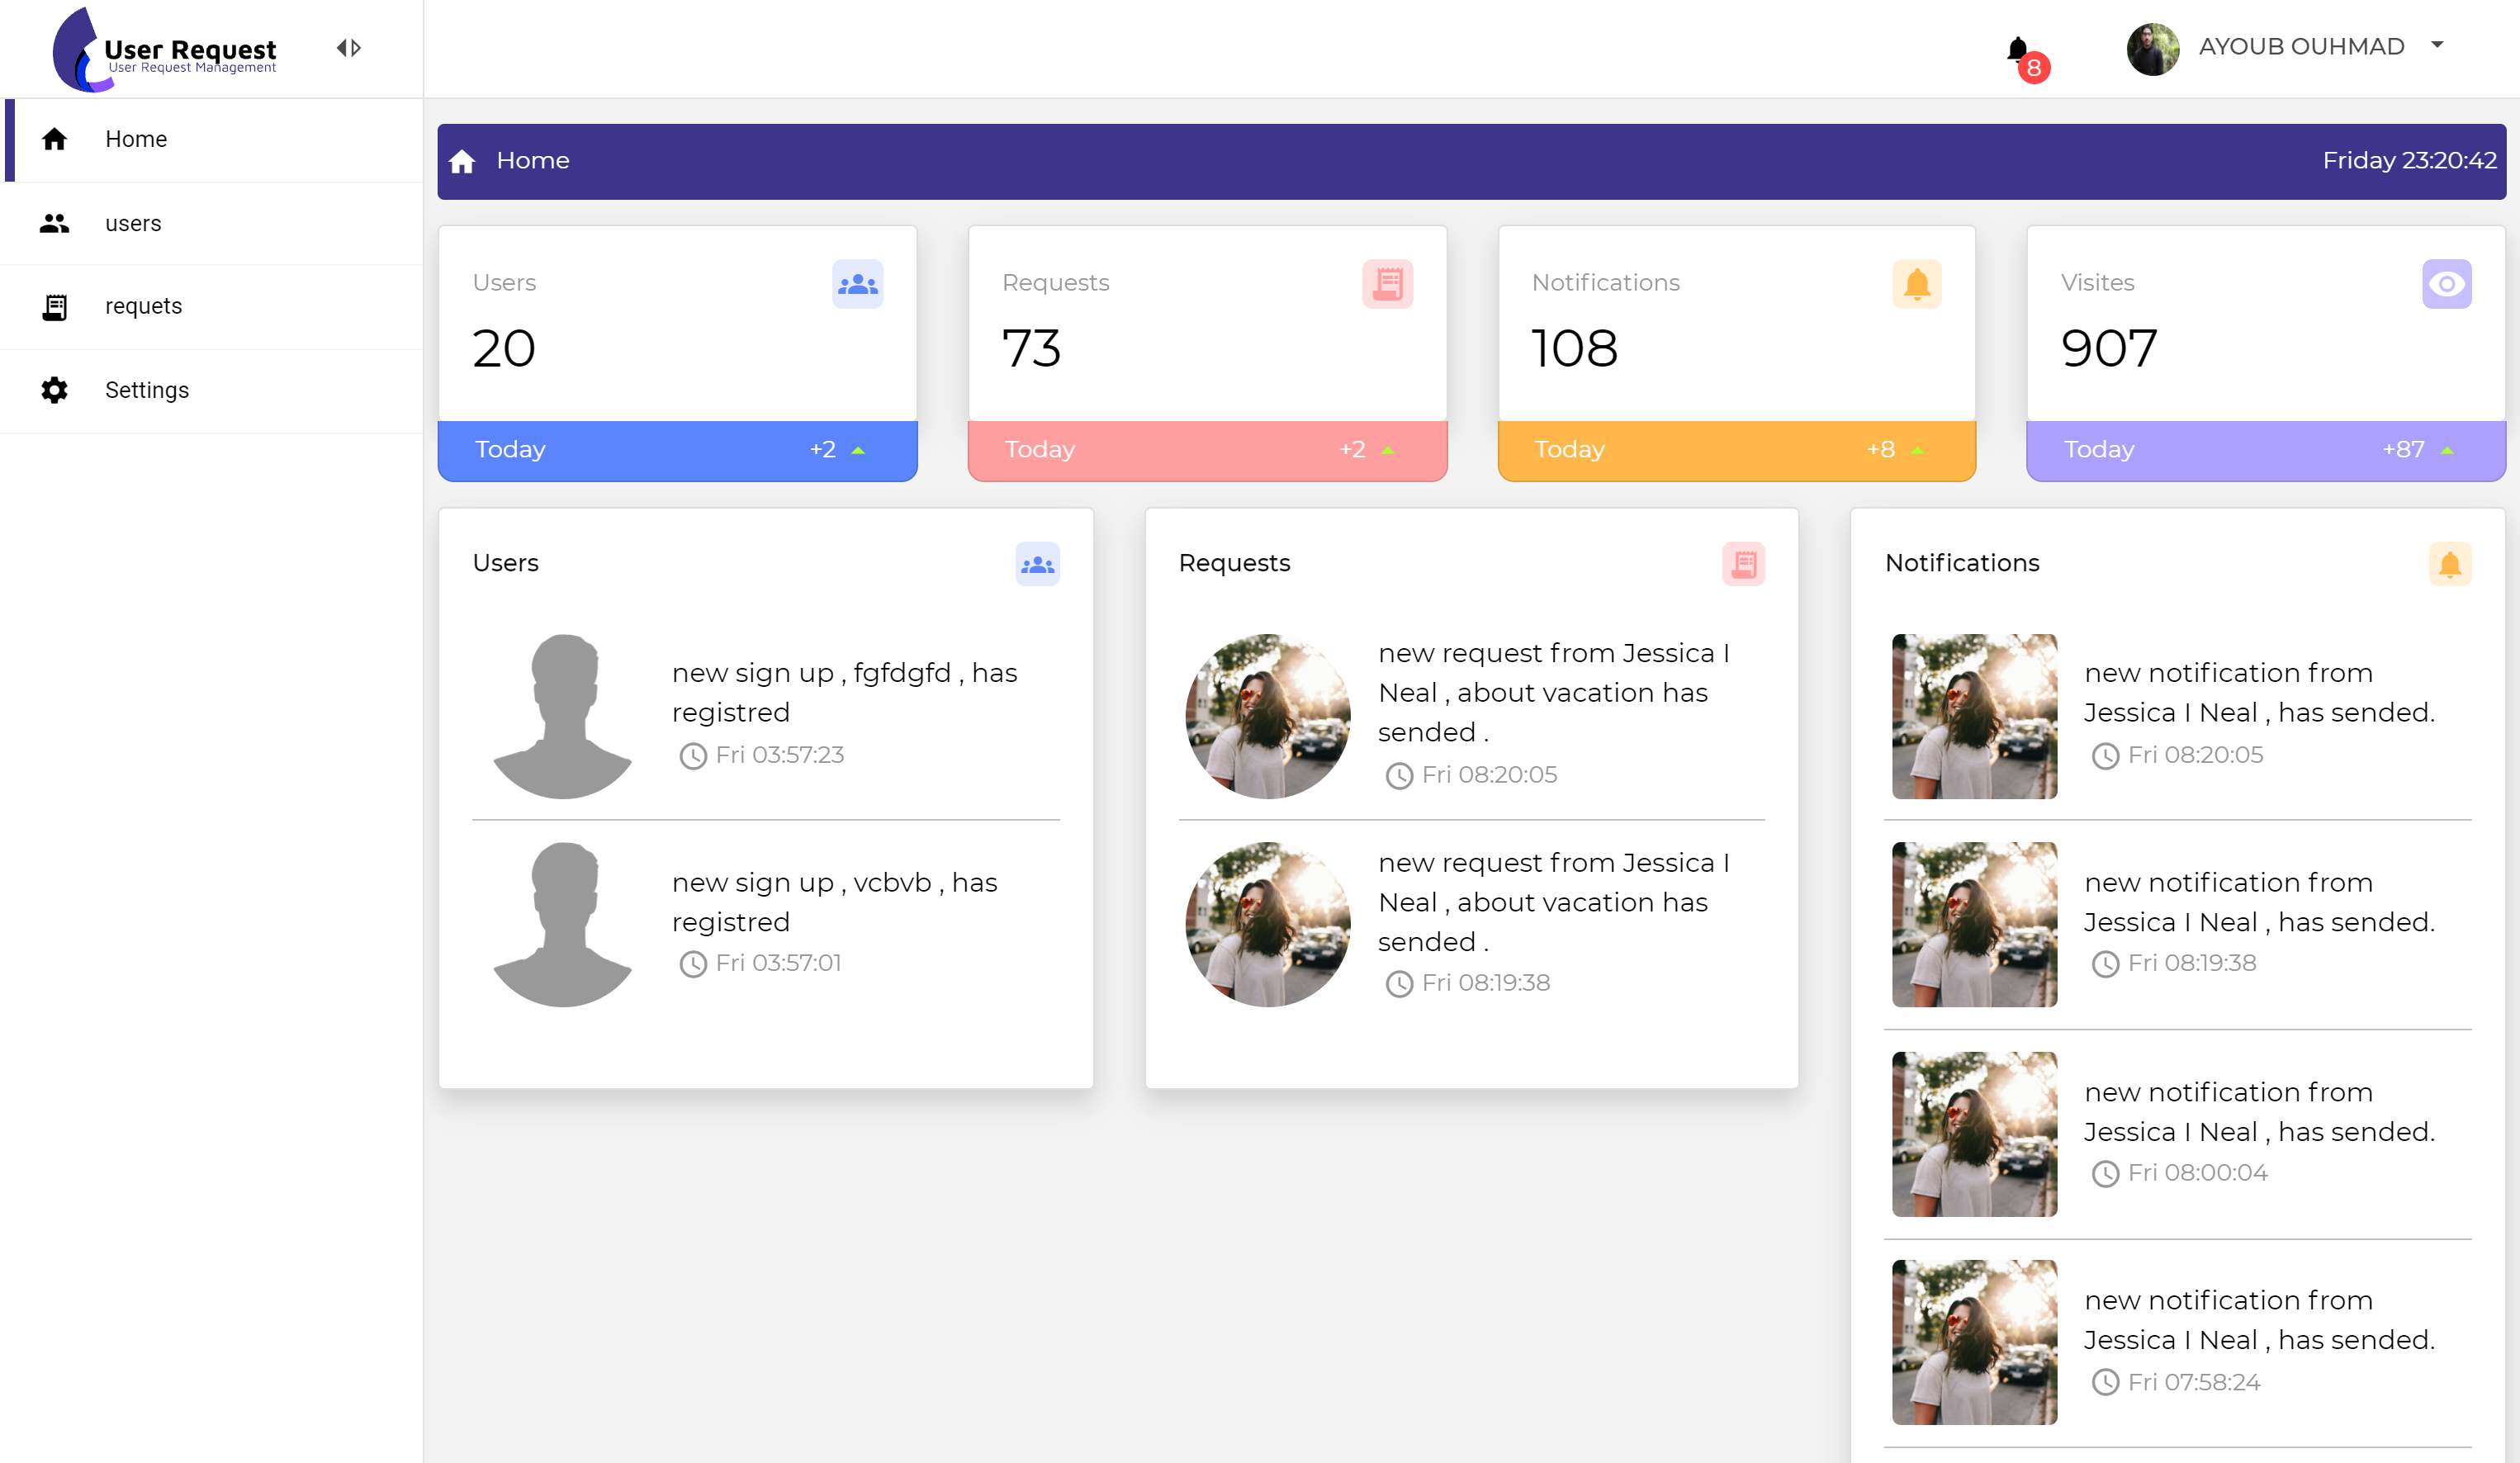 User Request
User Request Management
8
AYOUB OUHMAD
Home
users
requets
Settings
Home
Friday 23:20:42
Users
20
Today
+2
Requests
73
Today
+2
Notifications
108
Today
+8
Visites
907
Today
+87
Users
new sign up , fgfdgfd , has
registred
Fri 03:57:23
new sign up , vcbvb , has
registred
Fri 03:57:01
Requests
new request from Jessica I
Neal , about vacation has
sended .
Fri 08:20:05
new request from Jessica I
Neal , about vacation has
sended .
Fri 08:19:38
Notifications
new notification from
Jessica I Neal , has sended.
Fri 08:20:05
new notification from
Jessica I Neal , has sended.
Fri 08:19:38
new notification from
Jessica I Neal , has sended.
Fri 08:00:04
new notification from
Jessica I Neal , has sended.
Fri 07:58:24